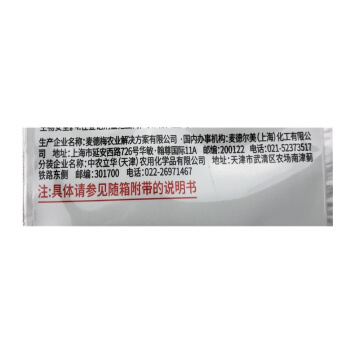 生产企业名称:麦德梅农业解决方案有限公司·国内办事机构:麦德尔美(上海)化工有限公
司 地址:上海市延安西路726号华敏·翰尊国际11A 邮编:200122 电话:021-52373517
分装企业名称:中农立华(天津)农用化学品有限公司 地址:天津市武清区农场南津蓟
铁路东侧 邮编:301700 电话:022-26971467
注:具体请参见随箱附带的说明书